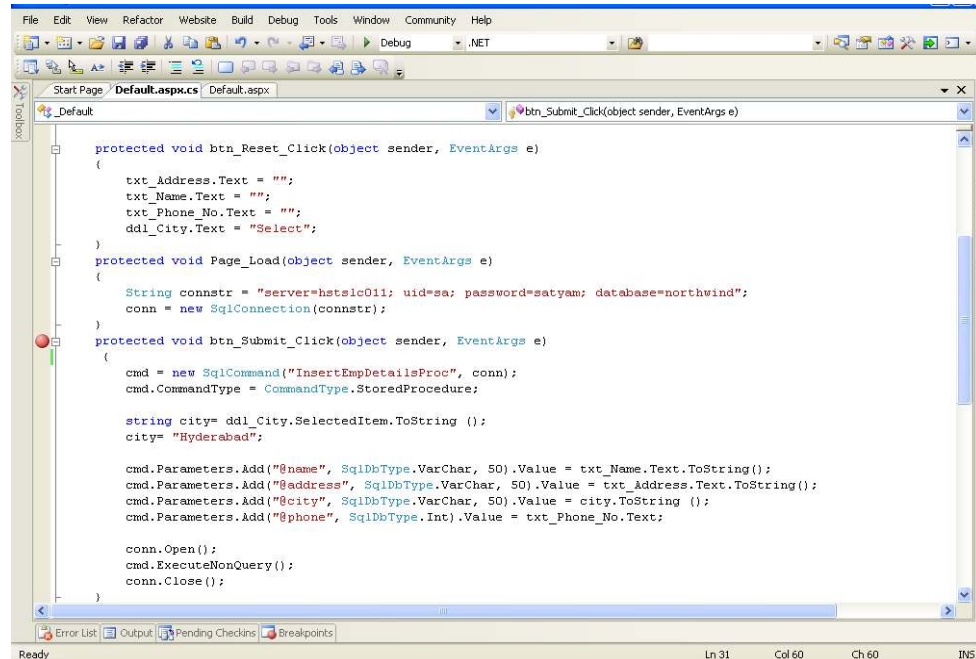 File Edit View Refactor Website Build Debug Tools Window Community Help
Debug .NET
Start Page Default.aspx.cs Default.aspx
Toolbox
_Default btn_Submit_Click(object sender, EventArgs e)
protected void btn_Reset_Click(object sender, EventArgs e)
{
txt_Address.Text = "";
txt_Name.Text = "";
txt_Phone_No.Text = "";
ddl_City.Text = "Select";
}
protected void Page_Load(object sender, EventArgs e)
{
String connstr = "server=hstslc011; uid=sa; password=satyam; database=northwind";
conn = new SqlConnection(connstr);
}
protected void btn_Submit_Click(object sender, EventArgs e)
{
cmd = new SqlCommand("InsertEmpDetailsProc", conn);
cmd.CommandType = CommandType.StoredProcedure;
string city= ddl_City.SelectedItem.ToString ();
city= "Hyderabad";
cmd.Parameters.Add("@name", SqlDbType.VarChar, 50).Value = txt_Name.Text.ToString();
cmd.Parameters.Add("@address", SqlDbType.VarChar, 50).Value = txt_Address.Text.ToString();
cmd.Parameters.Add("@city", SqlDbType.VarChar, 50).Value = city.ToString ();
cmd.Parameters.Add("@phone", SqlDbType.Int).Value = txt_Phone_No.Text;
conn.Open();
cmd.ExecuteNonQuery();
conn.Close();
}
Error List Output Pending Checkins Breakpoints
Ready Ln 31 Col 60 Ch 60 INS